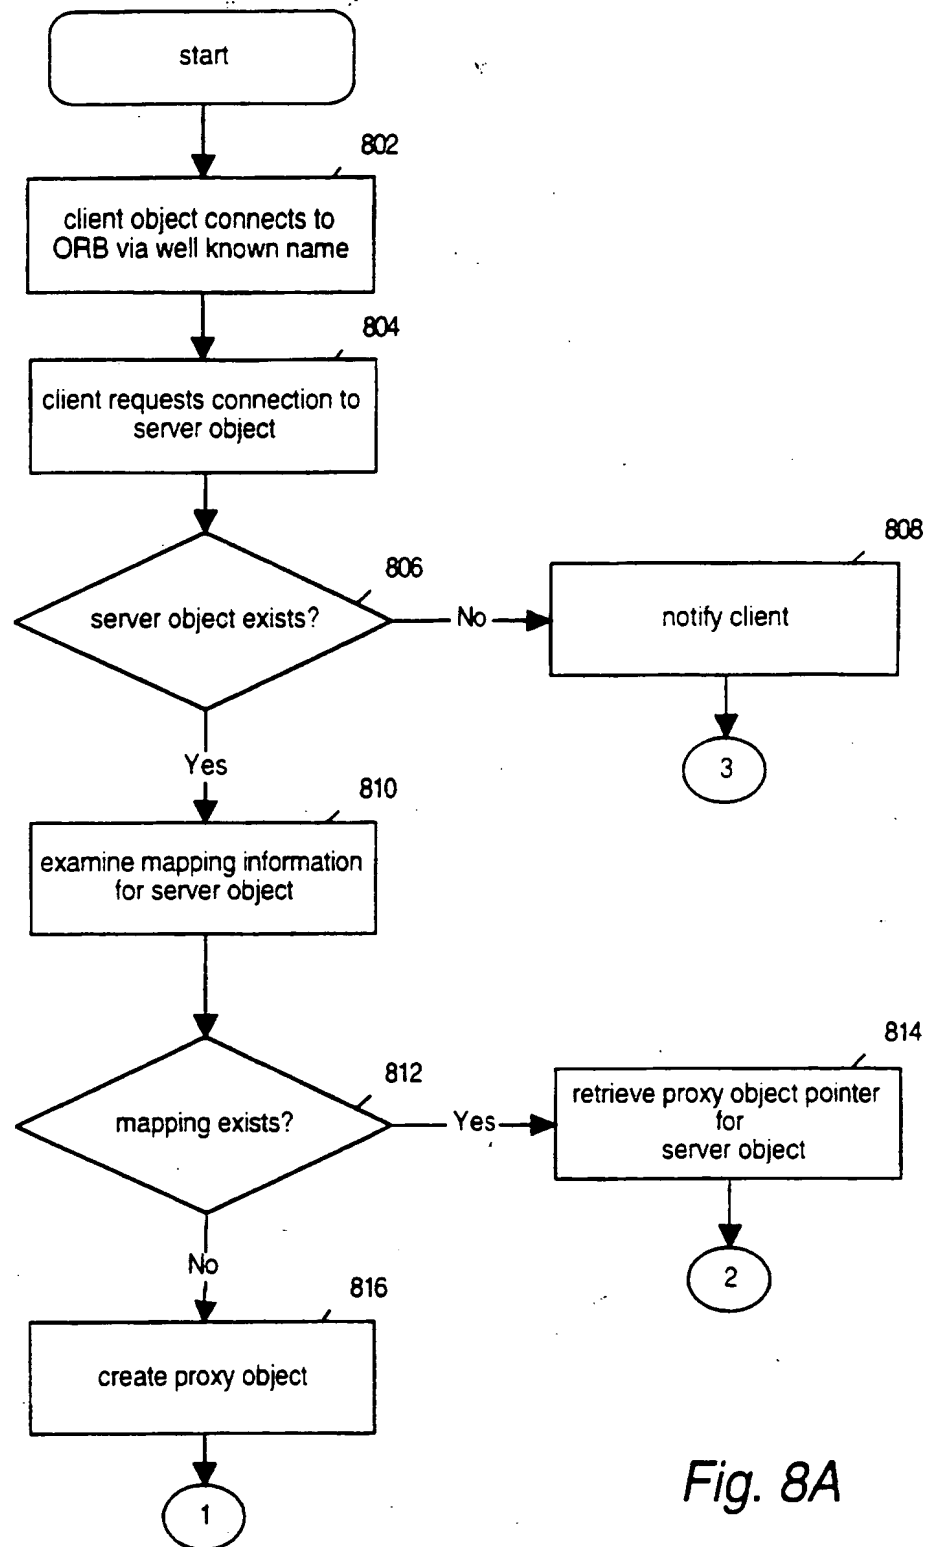 start
802
client object connects to
ORB via well known name
804
client requests connection to
server object
806
server object exists?
No
808
notify client
3
Yes
810
examine mapping information
for server object
812
mapping exists?
Yes
814
retrieve proxy object pointer
for
server object
2
No
816
create proxy object
1
Fig. 8A